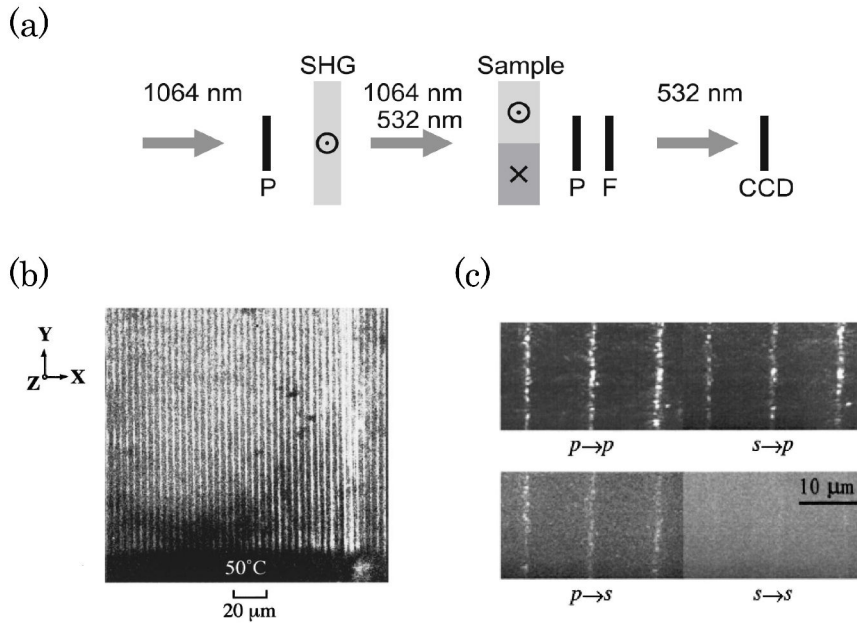 (a)
SHG
Sample
1064 nm
1064 nm
532 nm
532 nm
P
P
F
CCD
(b)
(c)
Y
Z
X
50°C
20 μm
p→p
s→p
10 μm
p→s
s→s